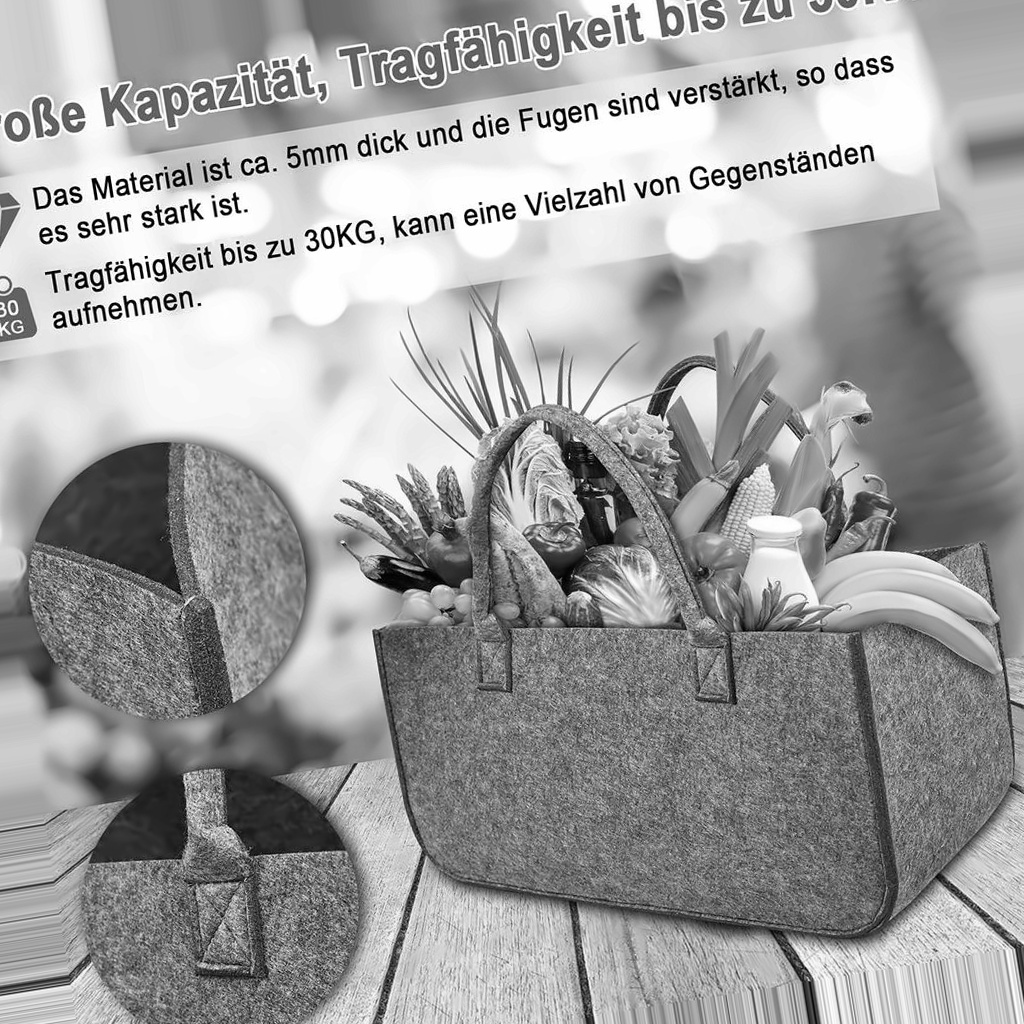 Kapazität, Tragfähigkeit bis zu
Das Material ist ca. 5mm dick und die Fugen sind verstärkt, so dass
es sehr stark ist.
Tragfähigkeit bis zu 30KG, kann eine Vielzahl von Gegenständen
aufnehmen.
30
KG